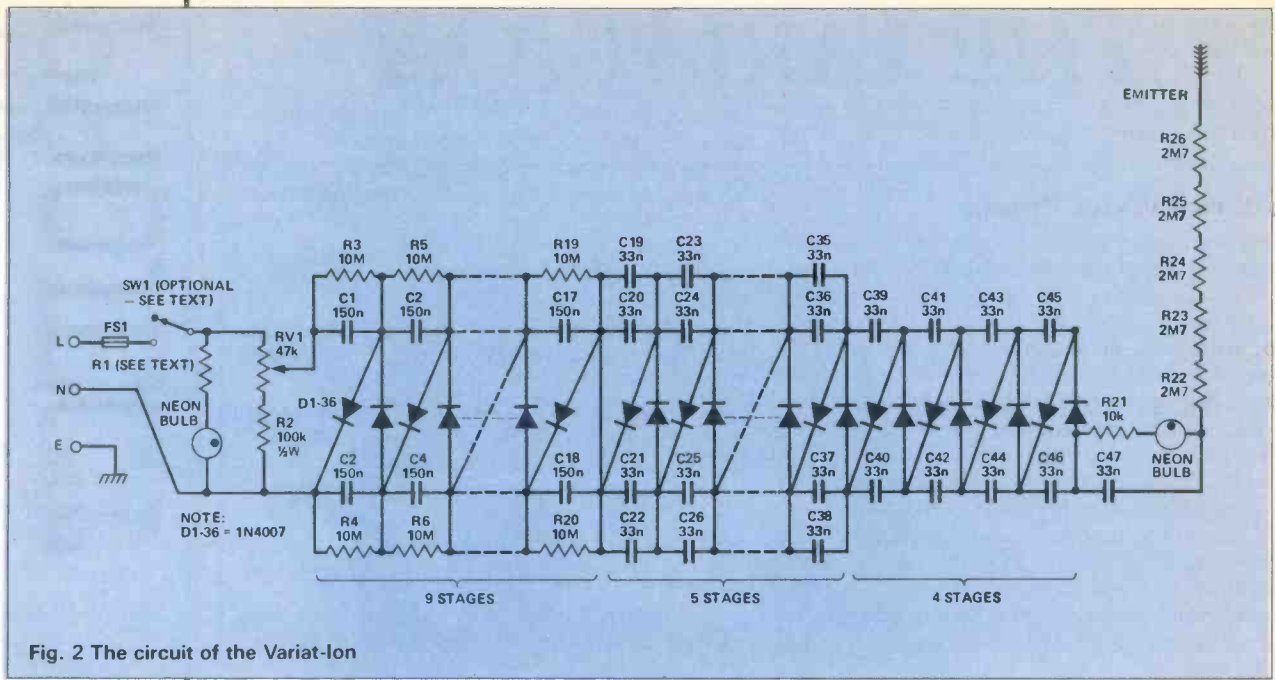 EMITTER
R26
2M7
R25
2M7
R24
2M7
R23
2M7
R22
2M7
SW1 (OPTIONAL
– SEE TEXT)
FS1
L
R1 (SEE TEXT)
N
NEON
BULB
E
RV1
47k
R2
100k
½W
NOTE:
D1-36 = 1N4007
R3
10M
R5
10M
R19
10M
C19
33n
C23
33n
C35
33n
C1
150n
C2
150n
C17
150n
C20
33n
C24
33n
C36
33n
C39
33n
C41
33n
C43
33n
C45
33n
D1-36
C2
150n
C4
150n
C18
150n
C21
33n
C25
33n
C37
33n
C40
33n
C42
33n
C44
33n
C46
33n
R21
10k
C47
33n
NEON
BULB
R4
10M
R6
10M
R20
10M
C22
33n
C26
33n
C38
33n
9 STAGES
5 STAGES
4 STAGES
Fig. 2 The circuit of the Variat-Ion